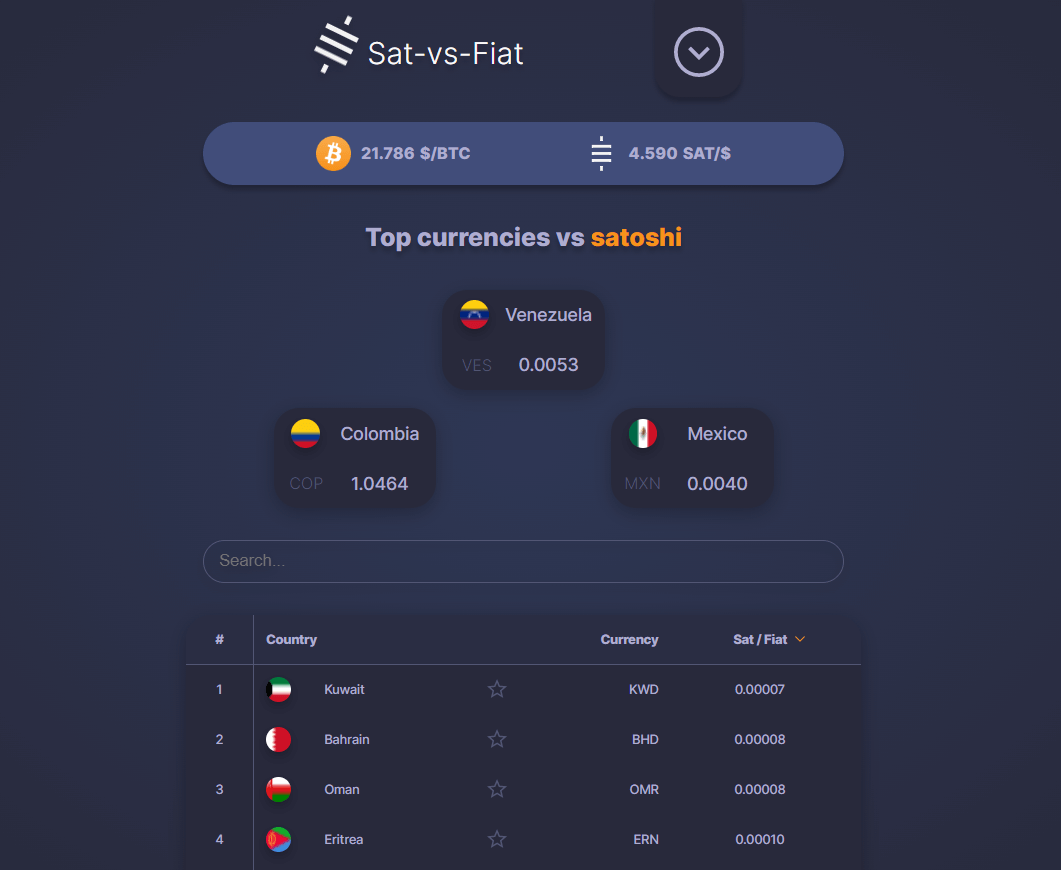 Sat-vs-Fiat
21.786 $/BTC 4.590 SAT/$
Top currencies vs satoshi
Venezuela
VES 0.0053
Colombia
COP 1.0464
Mexico
MXN 0.0040
Search...
# Country Currency Sat / Fiat
1 Kuwait KWD 0.00007
2 Bahrain BHD 0.00008
3 Oman OMR 0.00008
4 Eritrea ERN 0.00010